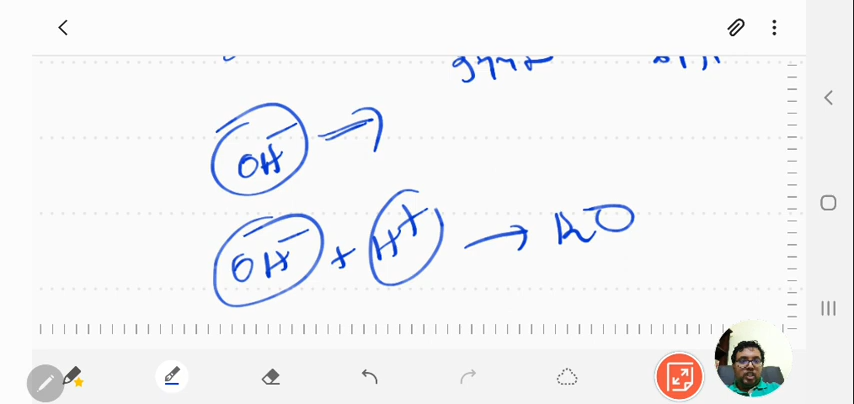 OH⁻ ⇒
OH⁻ + H⁺ → H₂O